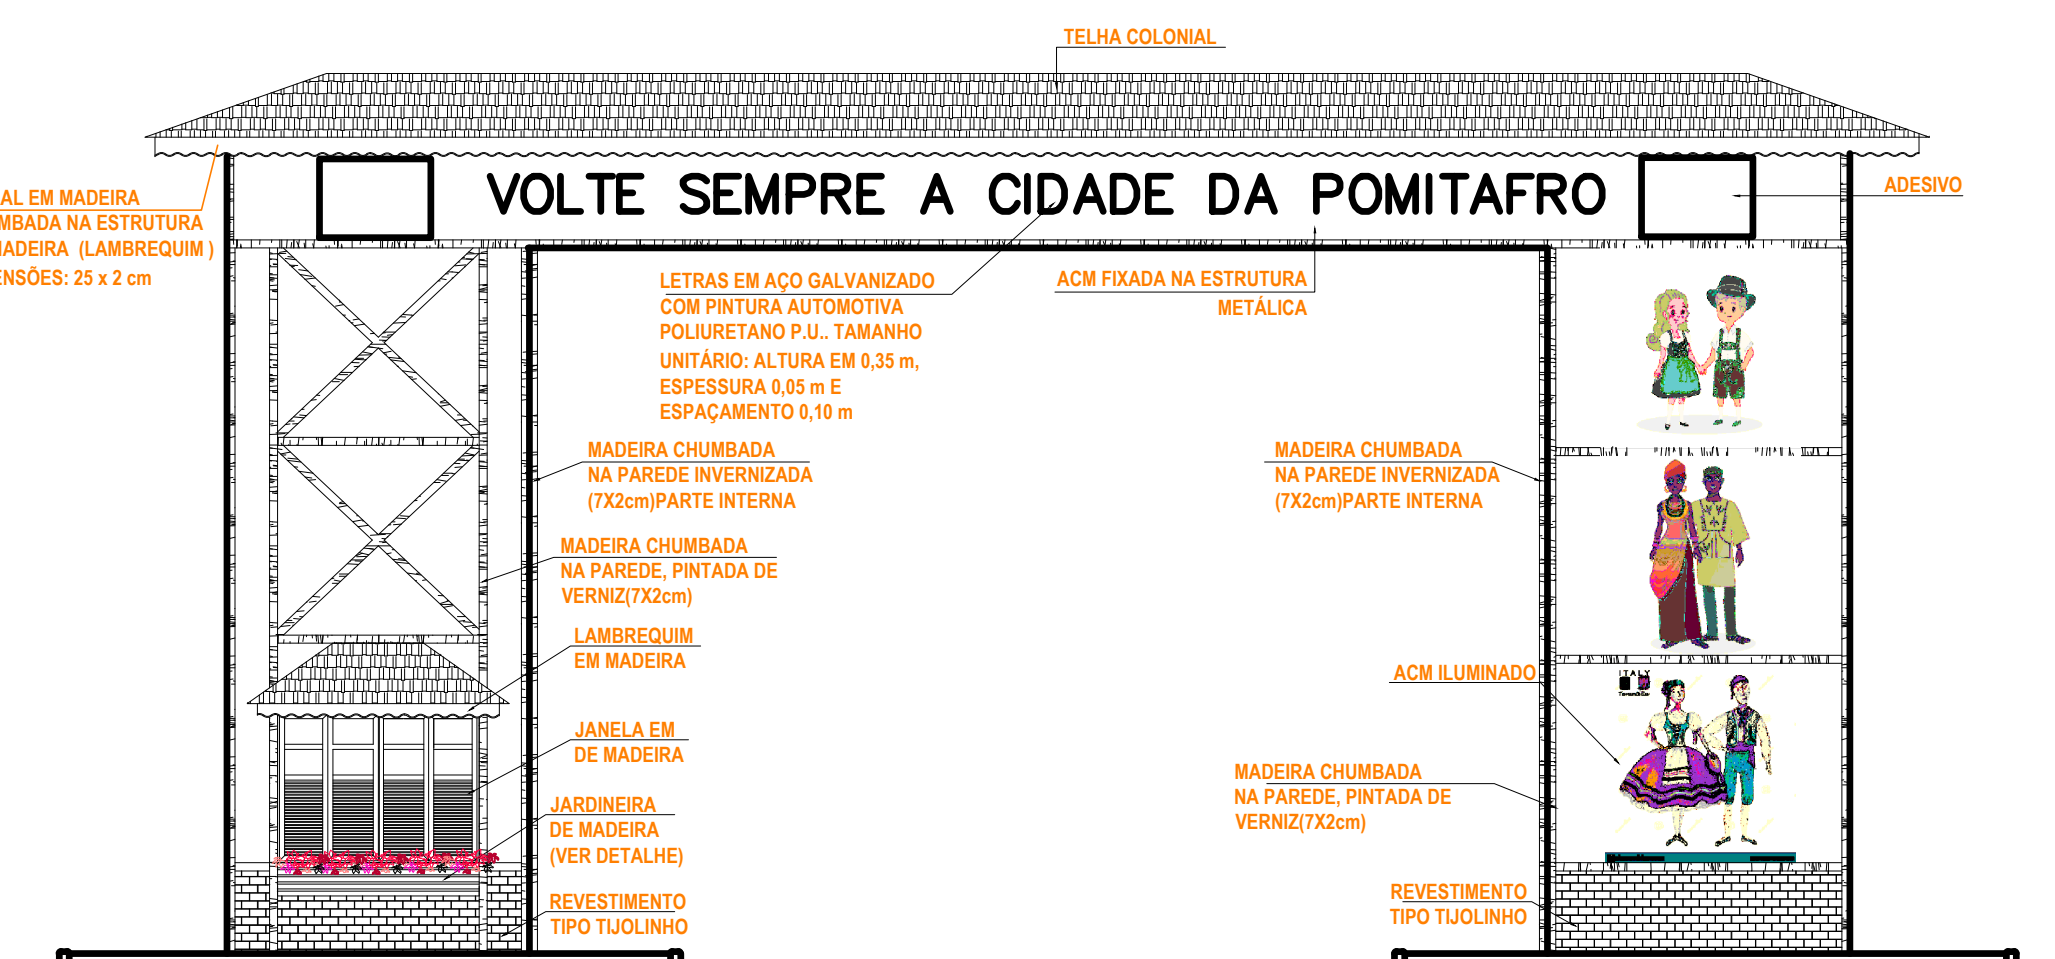 TELHA COLONIAL
AL EM MADEIRA
MBADA NA ESTRUTURA
MADEIRA (LAMBREQUIM )
ENSÕES: 25 x 2 cm
VOLTE SEMPRE A CIDADE DA POMITAFRO
ADESIVO
LETRAS EM AÇO GALVANIZADO
COM PINTURA AUTOMOTIVA
POLIURETANO P.U.. TAMANHO
UNITÁRIO: ALTURA EM 0,35 m,
ESPESSURA 0,05 m E
ESPAÇAMENTO 0,10 m
ACM FIXADA NA ESTRUTURA
METÁLICA
MADEIRA CHUMBADA
NA PAREDE INVERNIZADA
(7X2cm)PARTE INTERNA
MADEIRA CHUMBADA
NA PAREDE INVERNIZADA
(7X2cm)PARTE INTERNA
MADEIRA CHUMBADA
NA PAREDE, PINTADA DE
VERNIZ(7X2cm)
LAMBREQUIM
EM MADEIRA
ACM ILUMINADO
ITALY
JANELA EM
DE MADEIRA
MADEIRA CHUMBADA
NA PAREDE, PINTADA DE
VERNIZ(7X2cm)
JARDINEIRA
DE MADEIRA
(VER DETALHE)
REVESTIMENTO
TIPO TIJOLINHO
REVESTIMENTO
TIPO TIJOLINHO